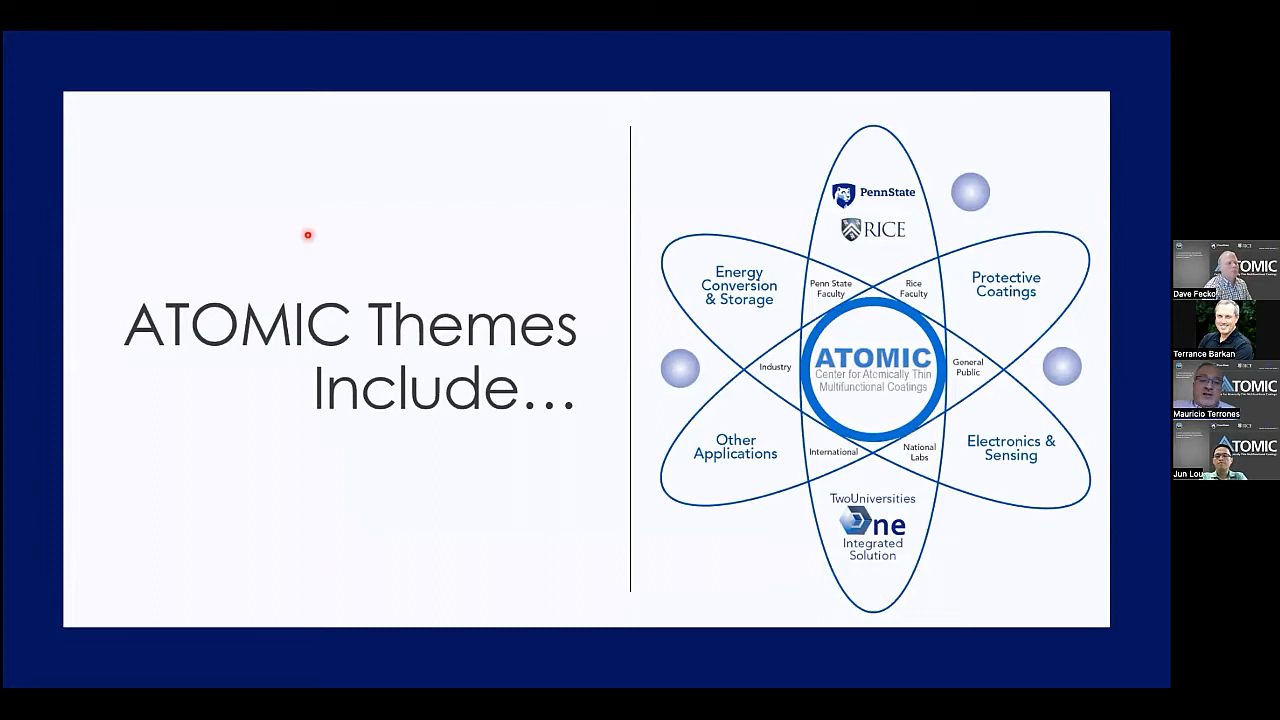 ATOMIC Themes
Include...
PennState
RICE
Energy
Conversion
& Storage
Penn State
Faculty
Rice
Faculty
Protective
Coatings
Industry
ATOMIC
Center for Atomically Thin
Multifunctional Coatings
General
Public
Other
Applications
International
National
Labs
Electronics &
Sensing
TwoUniversities
One
Integrated
Solution
Dave Fecko
Terrance Barkan
ATOMIC
Mauricio Terrones
Jun Lou